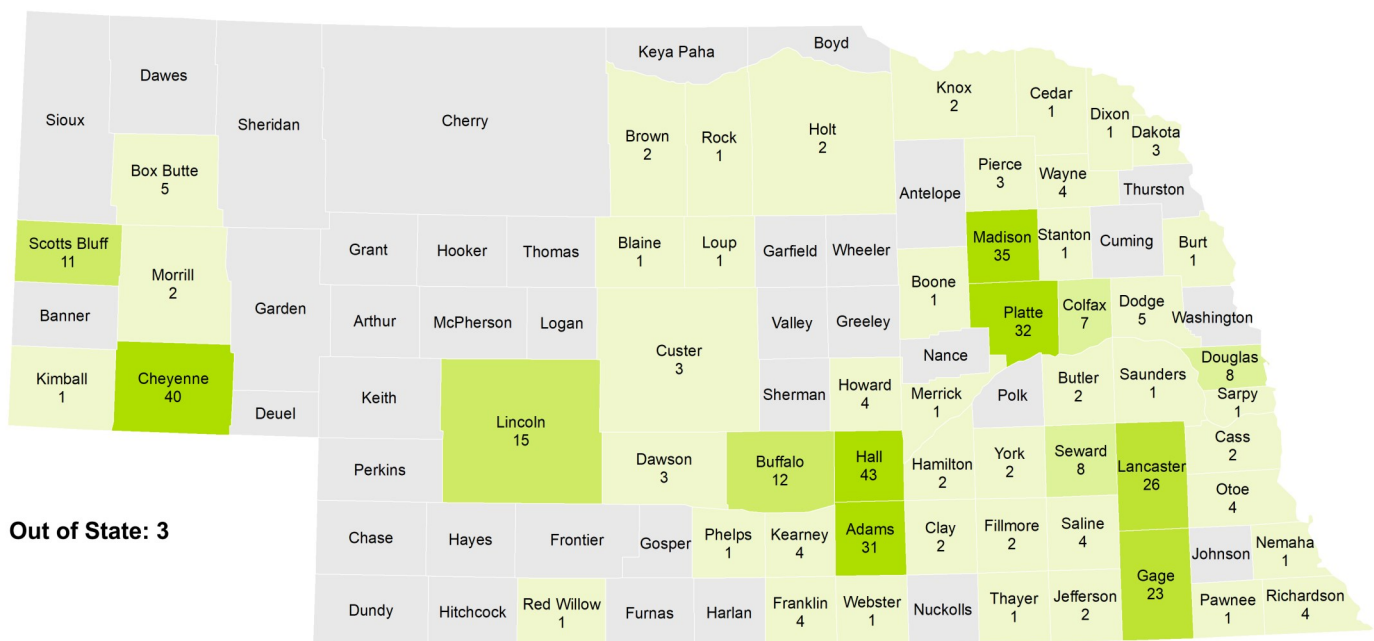 Keya Paha
Boyd
Dawes
Sioux
Sheridan
Cherry
Knox
2
Cedar
1
Dixon
1
Dakota
3
Brown
2
Rock
1
Holt
2
Box Butte
5
Pierce
3
Wayne
4
Antelope
Thurston
Scotts Bluff
11
Grant
Hooker
Thomas
Blaine
1
Loup
1
Garfield
Wheeler
Madison
35
Stanton
1
Cuming
Burt
1
Morrill
2
Boone
1
Banner
Garden
Arthur
McPherson
Logan
Valley
Greeley
Platte
32
Colfax
7
Dodge
5
Washington
Custer
3
Nance
Kimball
1
Cheyenne
40
Deuel
Keith
Lincoln
15
Sherman
Howard
4
Merrick
1
Polk
Butler
2
Saunders
1
Douglas
8
Sarpy
1
Perkins
Dawson
3
Buffalo
12
Hall
43
Hamilton
2
York
2
Seward
8
Lancaster
26
Cass
2
Otoe
4
Out of State: 3
Chase
Hayes
Frontier
Gosper
Phelps
1
Kearney
4
Adams
31
Clay
2
Fillmore
2
Saline
4
Johnson
Nemaha
1
Gage
23
Dundy
Hitchcock
Red Willow
1
Furnas
Harlan
Franklin
4
Webster
1
Nuckolls
Thayer
1
Jefferson
2
Pawnee
1
Richardson
4